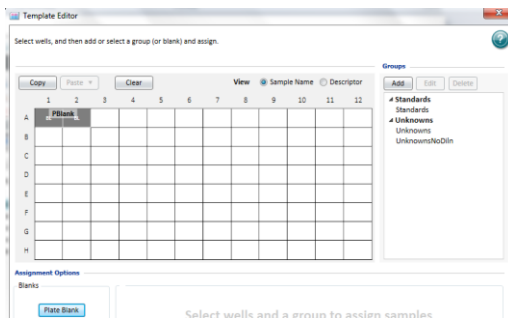 Template Editor
Select wells, and then add or select a group (or blank) and assign.
Groups
Copy Paste Clear View Sample Name Descriptor
Add Edit Delete
1 2 3 4 5 6 7 8 9 10 11 12
Standards
Standards
Unknowns
Unknowns
UnknownsNoDiln
A PBlank
B
C
D
E
F
G
H
Assignment Options
Blanks
Plate Blank
Select wells and a group to assign samples